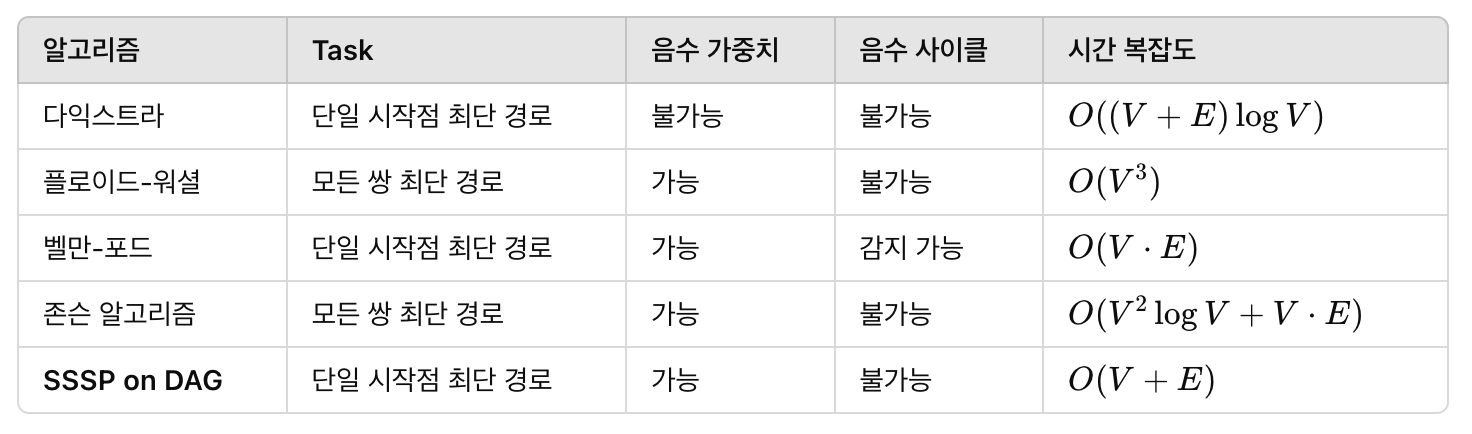 알고리즘 Task 음수 가중치 음수 사이클 시간 복잡도
다익스트라 단일 시작점 최단 경로 불가능 불가능 O((V + E) log V)
플로이드-워셜 모든 쌍 최단 경로 가능 불가능 O(V³)
벨만-포드 단일 시작점 최단 경로 가능 감지 가능 O(V · E)
존슨 알고리즘 모든 쌍 최단 경로 가능 불가능 O(V² log V + V · E)
SSSP on DAG 단일 시작점 최단 경로 가능 불가능 O(V + E)